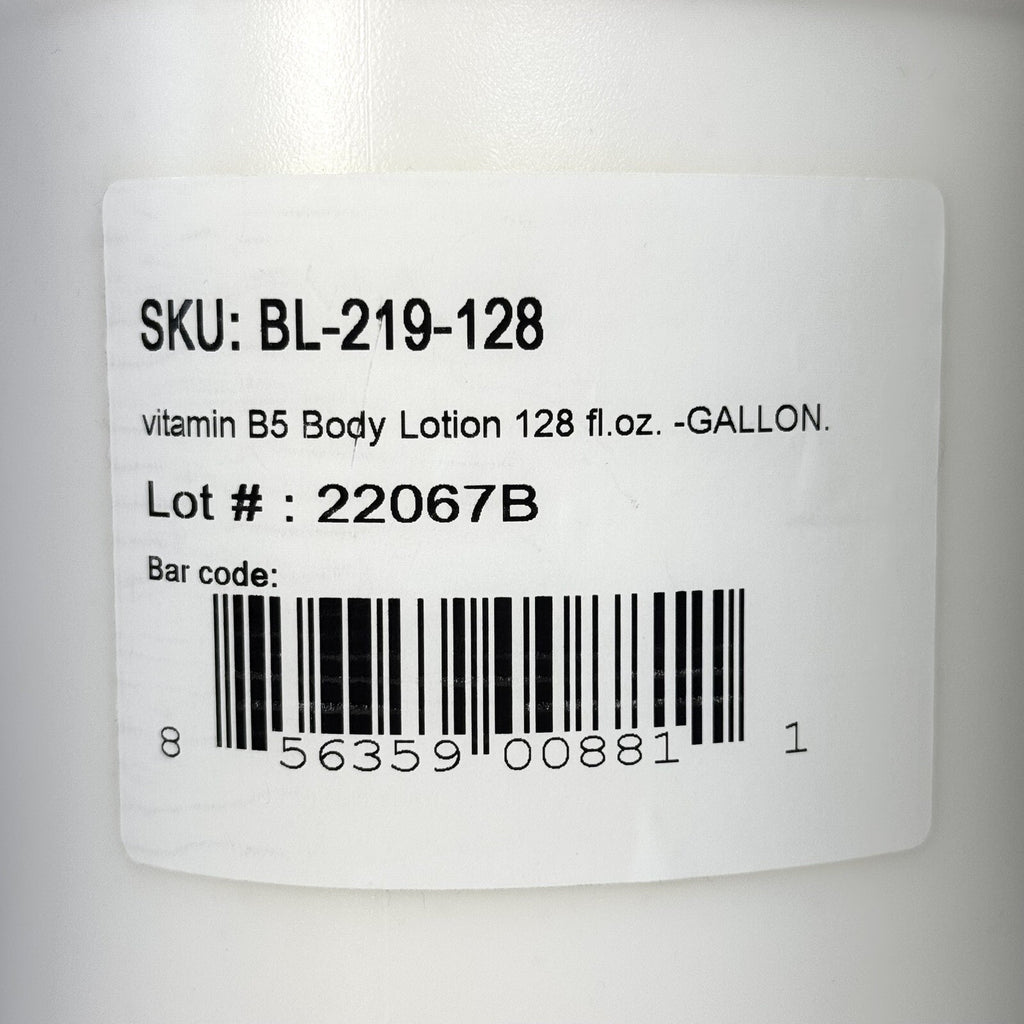 SKU: BL-219-128
vitamin B5 Body Lotion 128 fl.oz. -GALLON.
Lot # : 22067B
Bar code:
8 56359 00881 1